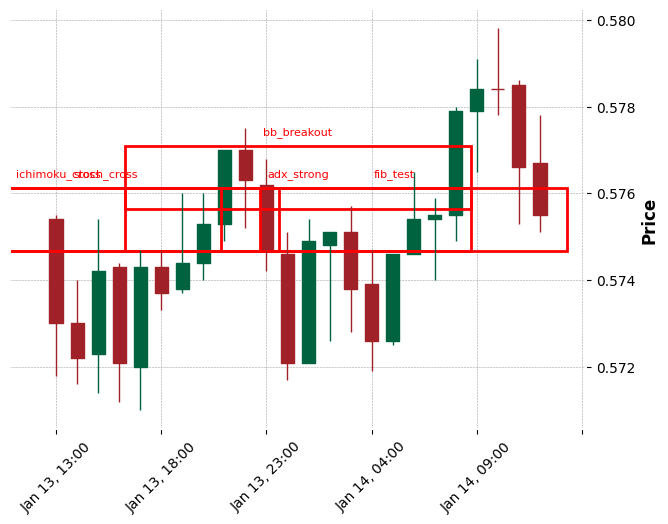 0.580
0.578
bb_breakout
ichimoku_cross
stoch_cross
adx_strong
fib_test
0.576
0.574
0.572
Price
Jan 13, 13:00
Jan 13, 18:00
Jan 13, 23:00
Jan 14, 04:00
Jan 14, 09:00